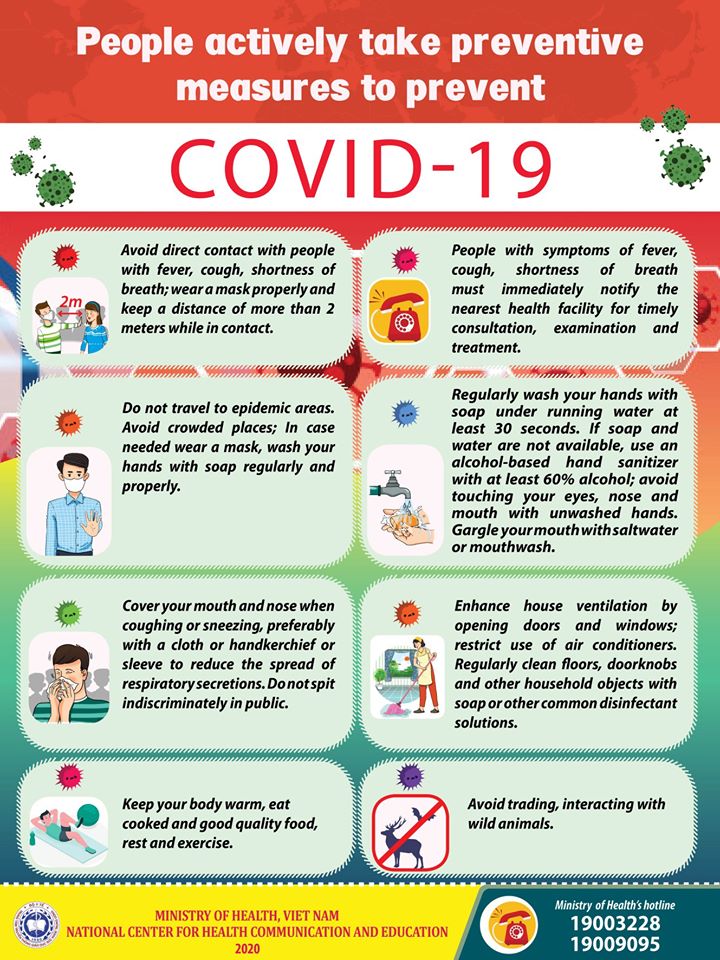 People actively take preventive
measures to prevent
COVID-19
Avoid direct contact with people
with fever, cough, shortness of
breath; wear a mask properly and
keep a distance of more than 2
meters while in contact.
2m
People with symptoms of fever,
cough, shortness of breath
must immediately notify the
nearest health facility for timely
consultation, examination and
treatment.
Do not travel to epidemic areas.
Avoid crowded places; In case
needed wear a mask, wash your
hands with soap regularly and
properly.
Regularly wash your hands with
soap under running water at
least 30 seconds. If soap and
water are not available, use an
alcohol-based hand sanitizer
with at least 60% alcohol; avoid
touching your eyes, nose and
mouth with unwashed hands.
Gargle your mouth with saltwater
or mouthwash.
Cover your mouth and nose when
coughing or sneezing, preferably
with a cloth or handkerchief or
sleeve to reduce the spread of
respiratory secretions. Do not spit
indiscriminately in public.
Enhance house ventilation by
opening doors and windows;
restrict use of air conditioners.
Regularly clean floors, doorknobs
and other household objects with
soap or other common disinfectant
solutions.
Keep your body warm, eat
cooked and good quality food,
rest and exercise.
Avoid trading, interacting with
wild animals.
MINISTRY OF HEALTH, VIET NAM
NATIONAL CENTER FOR HEALTH COMMUNICATION AND EDUCATION
2020
Ministry of Health's hotline
19003228
19009095